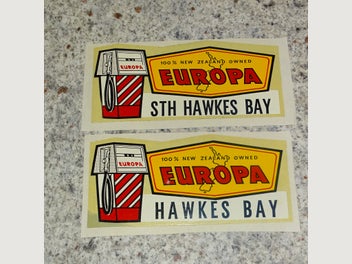 100% NEW ZEALAND OWNED
EUROPA
EUROPA
STH HAWKES BAY
100% NEW ZEALAND OWNED
EUROPA
EUROPA
HAWKES BAY